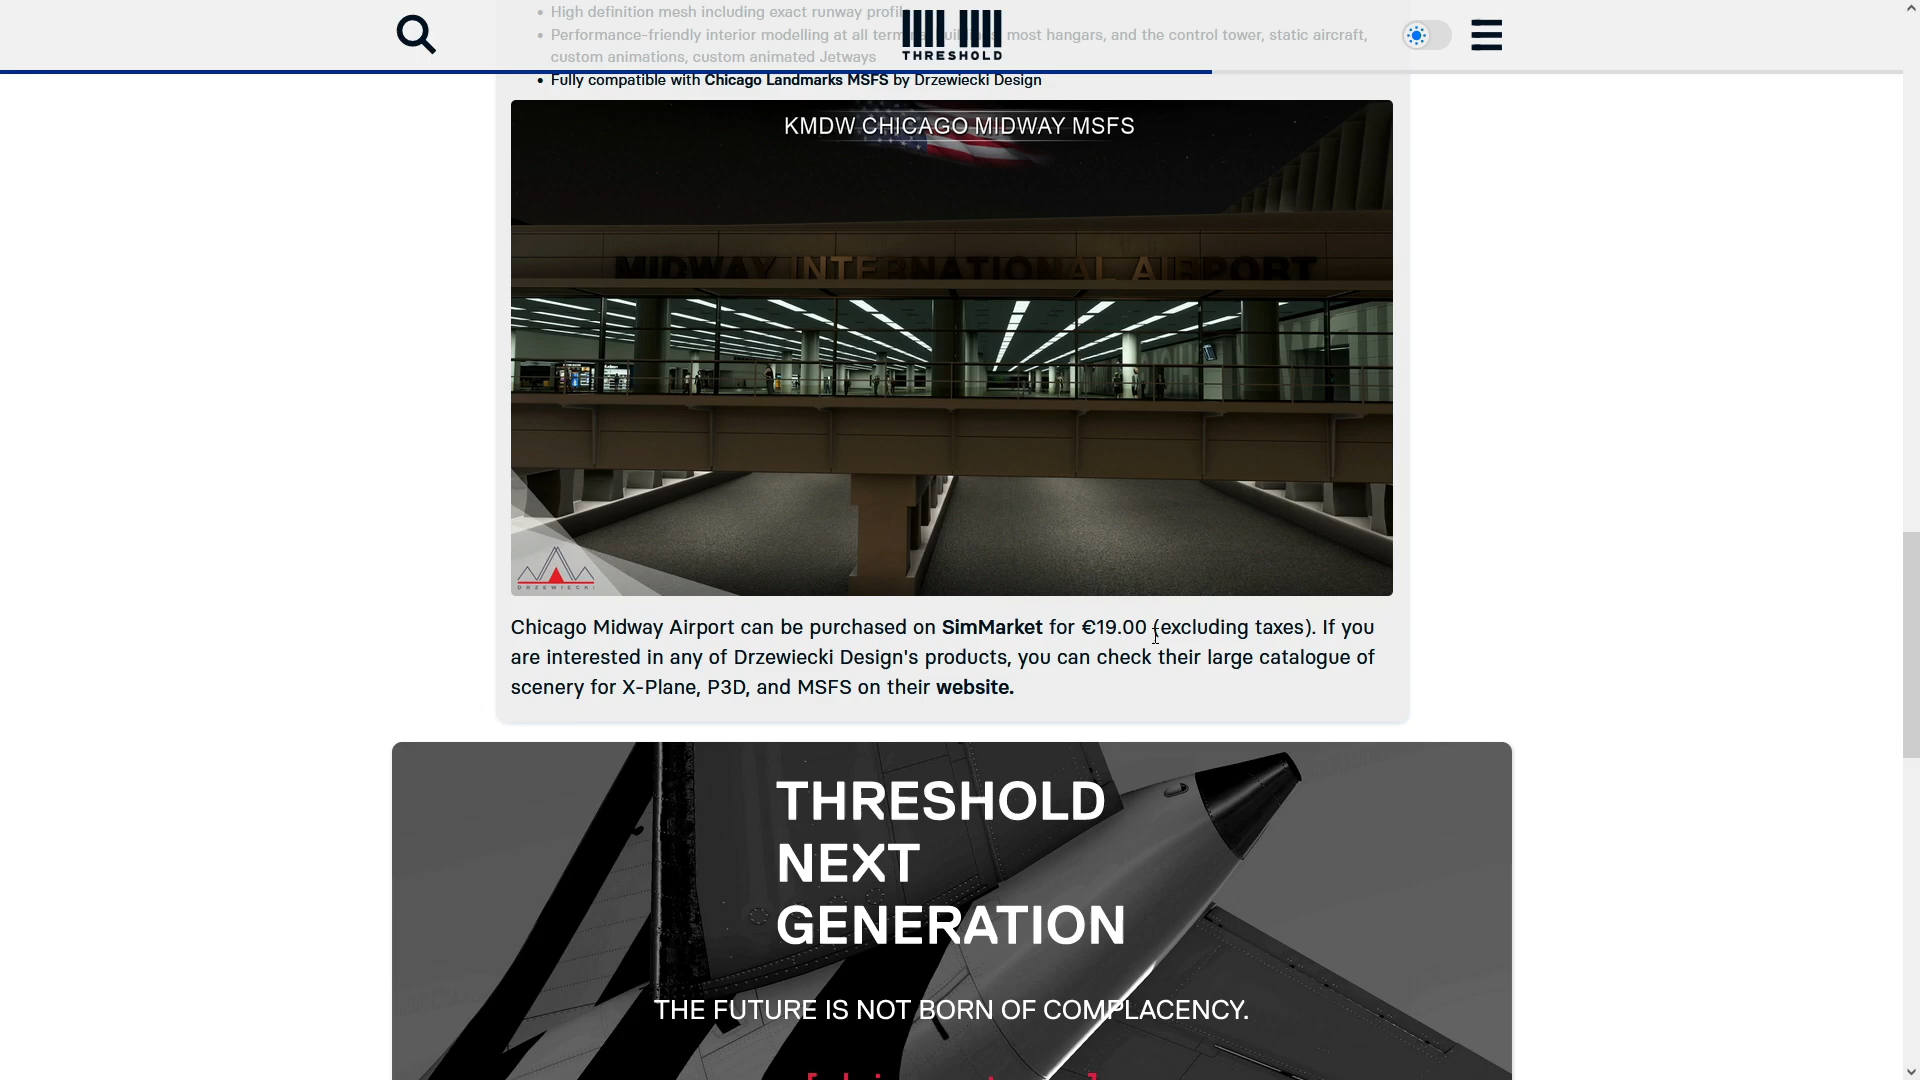 High definition mesh including exact runway profil
Performance-friendly interior modelling at all term most hangars, and the control tower, static aircraft,
custom animations, custom animated Jetways
THRESHOLD
• Fully compatible with Chicago Landmarks MSFS by Drzewiecki Design
KMDW CHICAGO MIDWAY MSFS
MIDWAY INTERNATIONAL AIRPORT
DRZEWIECKI
Chicago Midway Airport can be purchased on SimMarket for €19.00 (excluding taxes). If you
are interested in any of Drzewiecki Design's products, you can check their large catalogue of
scenery for X-Plane, P3D, and MSFS on their website.
THRESHOLD
NEXT
GENERATION
THE FUTURE IS NOT BORN OF COMPLACENCY.